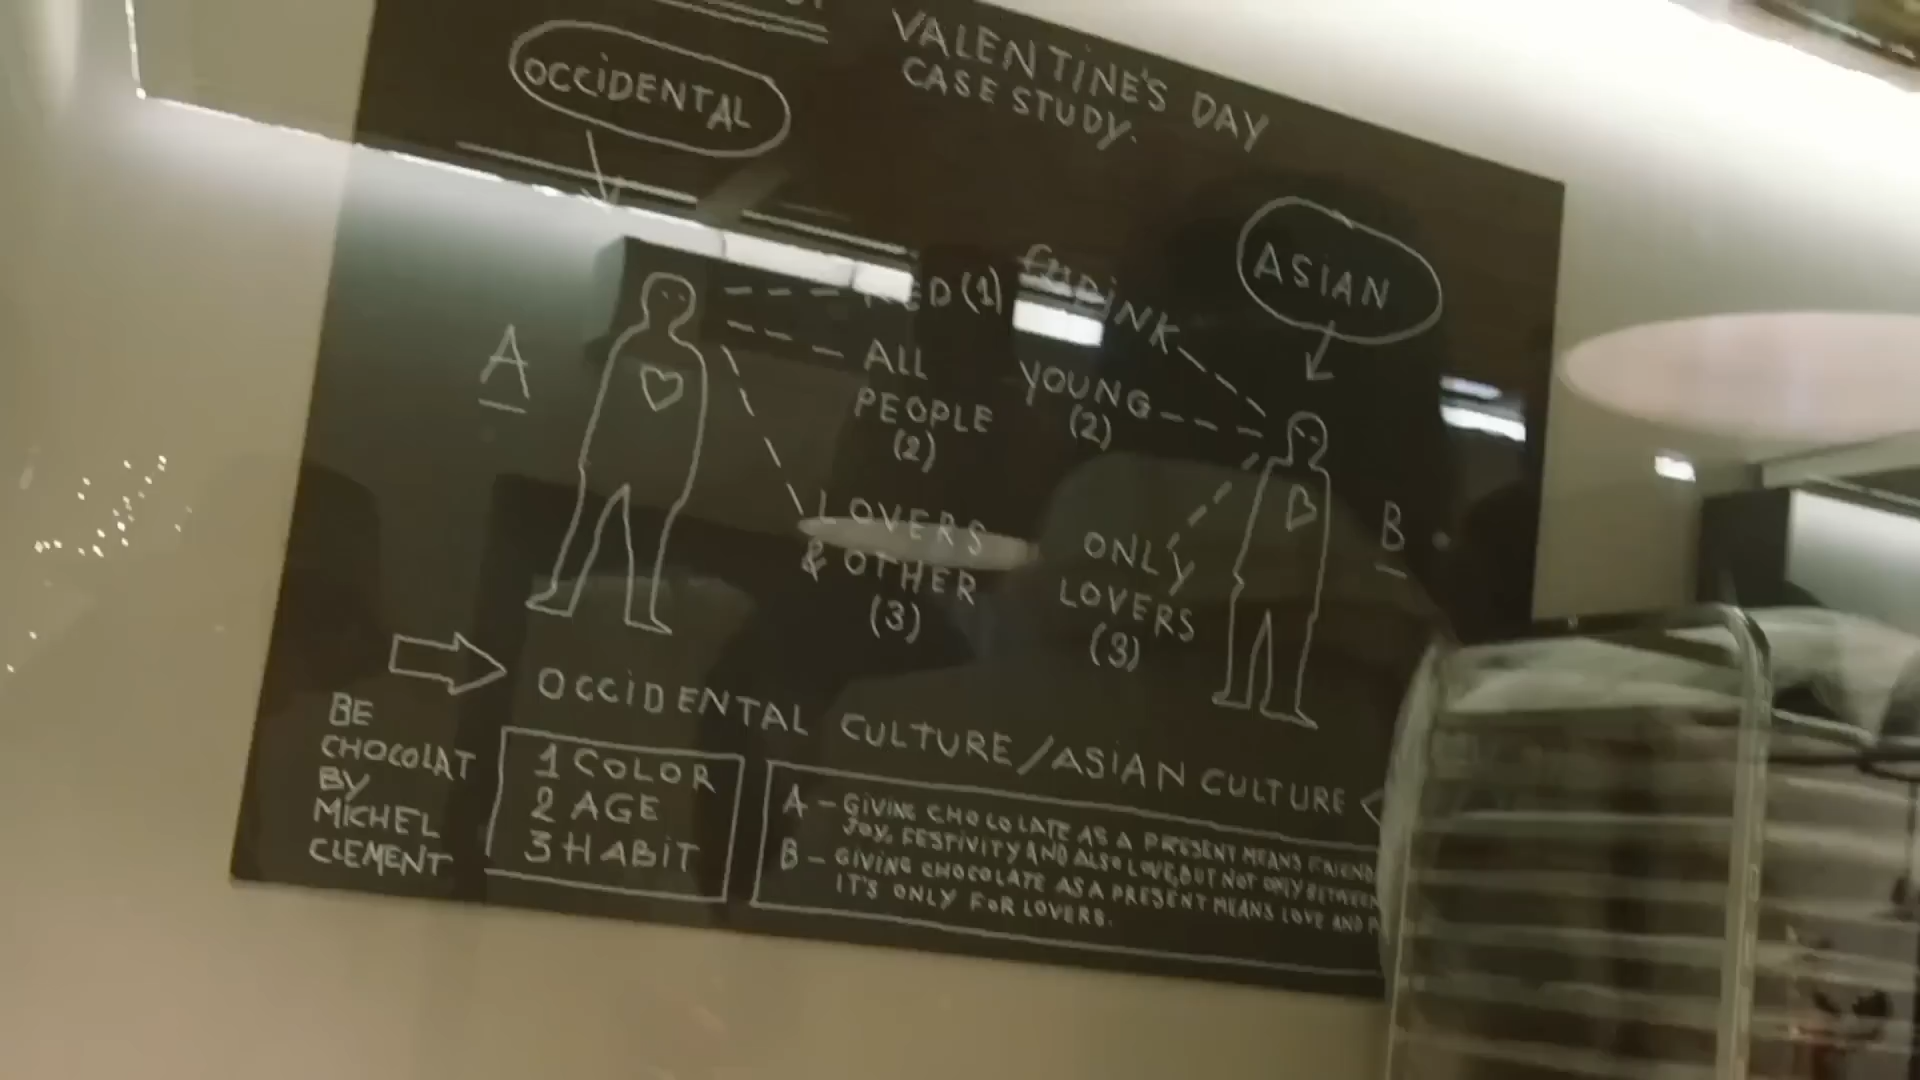 VALENTINE'S DAY
CASE STUDY.
OCCIDENTAL
ASIAN
A
RED (1)
ALL
PEOPLE
(2)
LOVERS
& OTHER
(3)
PINK
YOUNG
(2)
ONLY
LOVERS
(3)
B
OCCIDENTAL CULTURE/ASIAN CULTURE
BE
CHOCOLAT
BY
MICHEL
CLEMENT
1 COLOR
2 AGE
3 HABIT
A - GIVING CHOCOLATE AS A PRESENT MEANS FRIEND
JOY, FESTIVITY AND ALSO LOVE, BUT NOT ONLY BETWEEN
B - GIVING CHOCOLATE AS A PRESENT MEANS LOVE AND
IT'S ONLY FOR LOVERS.